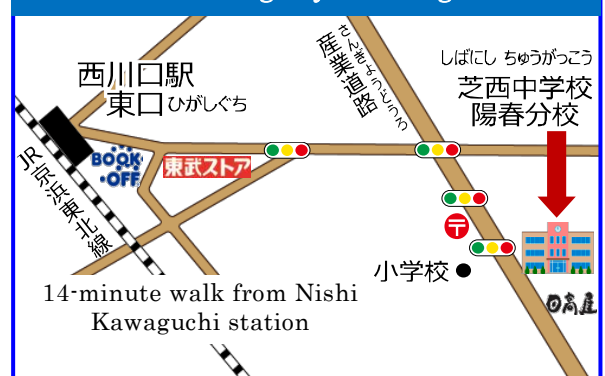 西川口駅
東口 ひがしぐち
さんぎょうどうろ
産業道路
しばにし ちゅうがっこう
芝西中学校
陽春分校
BOOK
OFF
東武ストア
JR京浜東北線
〒
小学校
日高屋
14-minute walk from Nishi
Kawaguchi station